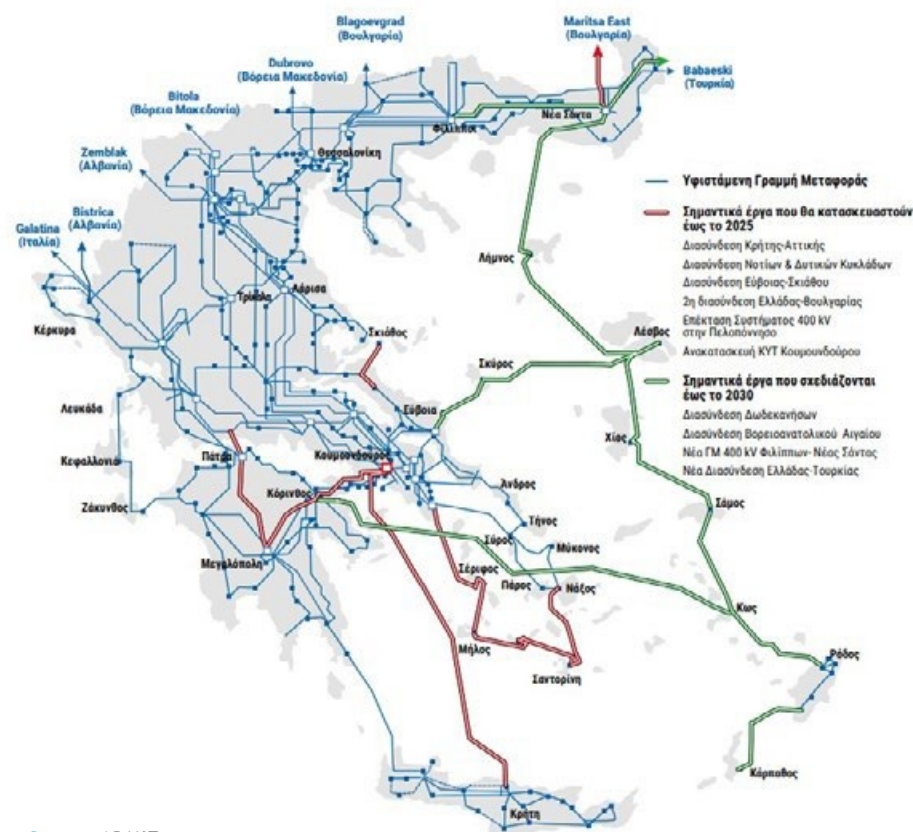 Blagoevgrad
(Βουλγαρία)
Maritsa East
(Βουλγαρία)
Dubrovo
(Βόρεια Μακεδονία)
Babaeski
(Τουρκία)
Bitola
(Βόρεια Μακεδονία)
Zemblak
(Αλβανία)
Bistrica
(Αλβανία)
Galatina
(Ιταλία)
Φίλιπποι
Νέα Σάντα
Θεσσαλονίκη
Υφιστάμενη Γραμμή Μεταφοράς
Σημαντικά έργα που θα κατασκευαστούν
έως το 2025
Διασύνδεση Κρήτης-Αττικής
Διασύνδεση Νοτίων & Δυτικών Κυκλάδων
Διασύνδεση Εύβοιας-Σκιάθου
2η διασύνδεση Ελλάδας-Βουλγαρίας
Επέκταση Συστήματος 400 kV
στην Πελοπόννησο
Ανακατασκευή ΚΥΤ Κουμουνδούρου
Σημαντικά έργα που σχεδιάζονται
έως το 2030
Διασύνδεση Δωδεκανήσων
Διασύνδεση Βορειοανατολικού Αιγαίου
Νέα ΓΜ 400 kV Φιλίππων- Νέας Σάντας
Νέα Διασύνδεση Ελλάδας-Τουρκίας
Λήμνος
Τρίκαλα
Λάρισα
Κέρκυρα
Σκιάθος
Λέσβος
Σκύρος
Λευκάδα
Εύβοια
Χίος
Κεφαλλονιά
Πάτρα
Κουμουνδούρος
Κόρινθος
Άνδρος
Ζάκυνθος
Τήνος
Σάμος
Σύρος
Μύκονος
Μεγαλόπολη
Σέριφος
Πάρος
Νάξος
Κως
Μήλος
Σαντορίνη
Ρόδος
Κάρπαθος
Κρήτη